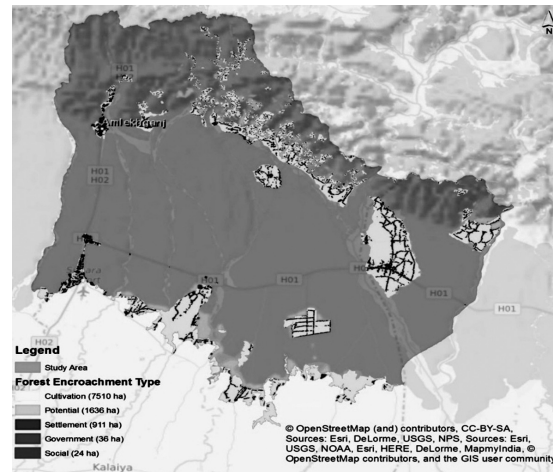 N
H01
Amlekhgunj
H01
H02
H01
H01
H01
H01
H02
Legend
Study Area
Forest Encroachment Type
Cultivation (7510 ha)
Potential (1636 ha)
Settlement (911 ha)
Government (36 ha)
Social (24 ha)
Kalaiya
© OpenStreetMap (and) contributors, CC-BY-SA,
Sources: Esri, DeLorme, USGS, NPS, Sources: Esri,
USGS, NOAA, Esri, HERE, DeLorme, MapmyIndia, ©
OpenStreetMap contributors, and the GIS user community